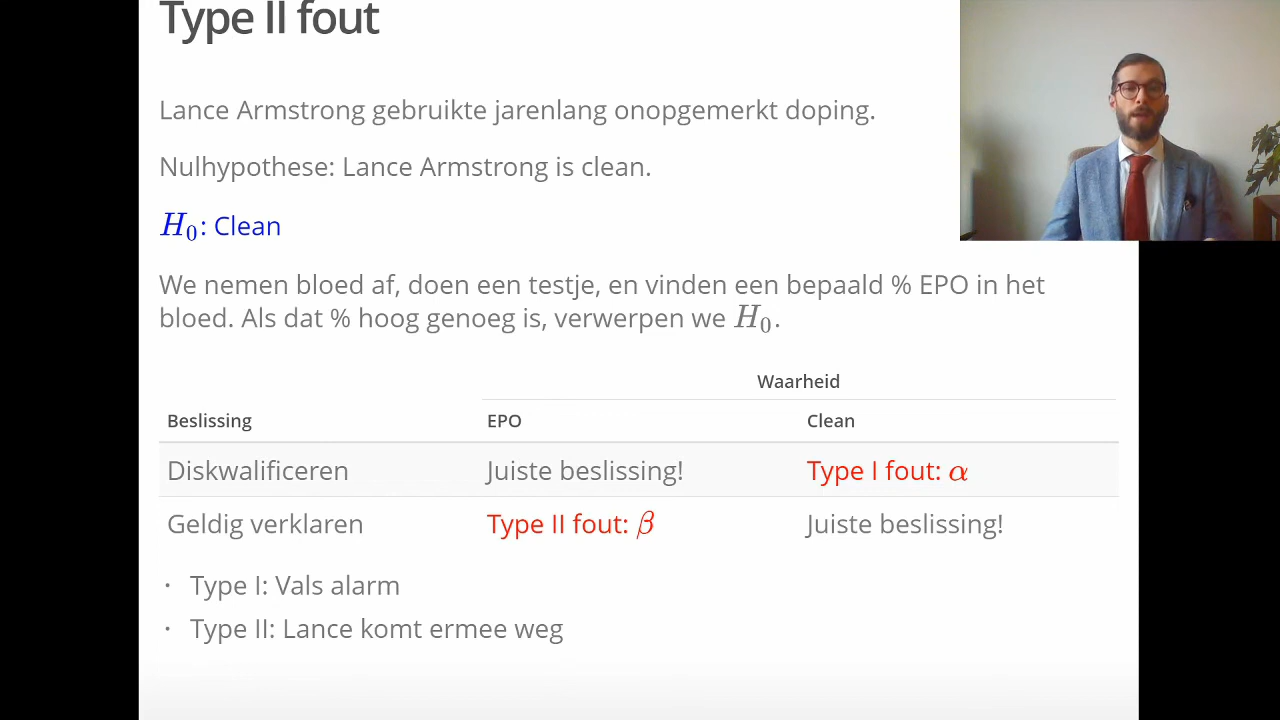 Type II fout
Lance Armstrong gebruikte jarenlang onopgemerkt doping.
Nulhypothese: Lance Armstrong is clean.
H₀: Clean
We nemen bloed af, doen een testje, en vinden een bepaald % EPO in het
bloed. Als dat % hoog genoeg is, verwerpen we H₀.
Waarheid
Beslissing EPO Clean
Diskwalificeren Juiste beslissing! Type I fout: α
Geldig verklaren Type II fout: β Juiste beslissing!
· Type I: Vals alarm
· Type II: Lance komt ermee weg